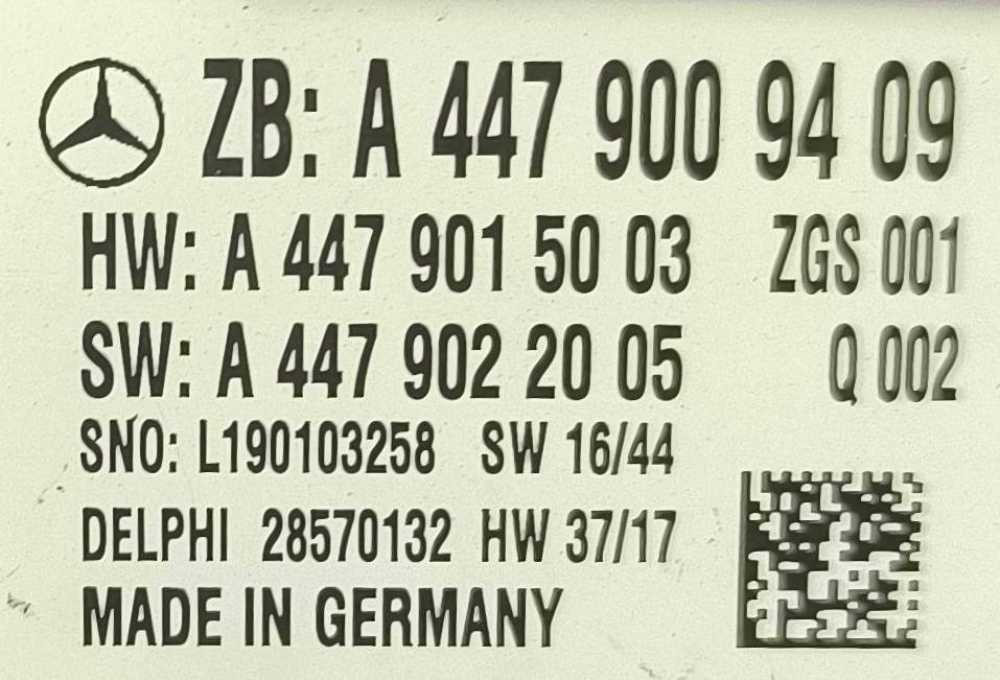 ZB: A 447 900 94 09
HW: A 447 901 50 03 ZGS 001
SW: A 447 902 20 05 Q 002
SNO: L190103258 SW 16/44
DELPHI 28570132 HW 37/17
MADE IN GERMANY